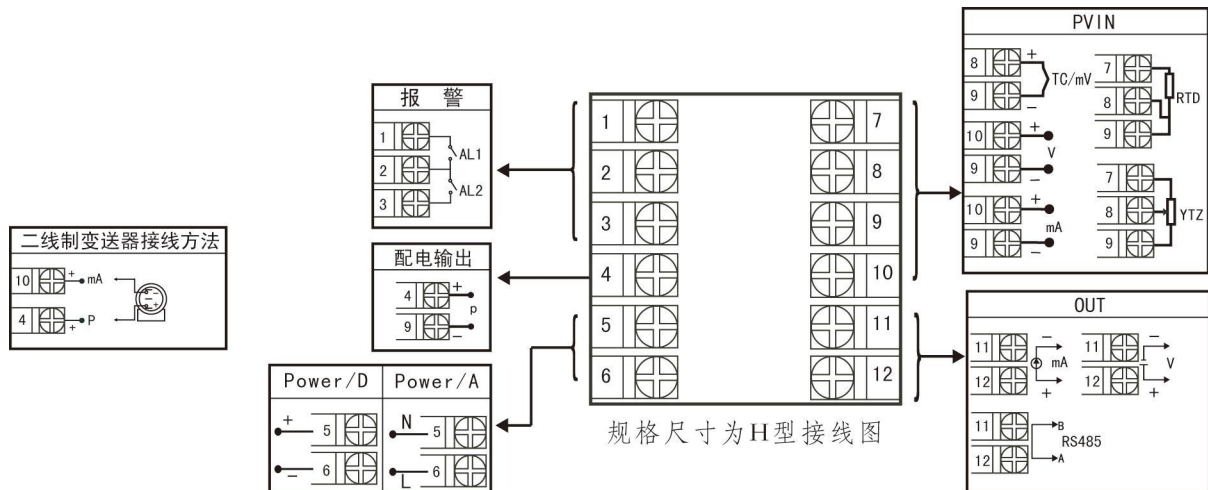 二线制变送器接线方法
10 + mA
4 + P
报 警
1
2
3
AL1
AL2
配电输出
4 +
9 −
p
Power/D
+ 5
− 6
Power/A
N 5
L 6
1
2
3
4
5
6
7
8
9
10
11
12
规格尺寸为H型接线图
PVIN
8 +
9 −
TC/mV
10 +
V
9 −
10 +
mA
9 −
7
8
9
RTD
7
8
9
YTZ
OUT
11 −
mA
12 +
11 −
V
12 +
11 B
RS485
12 A